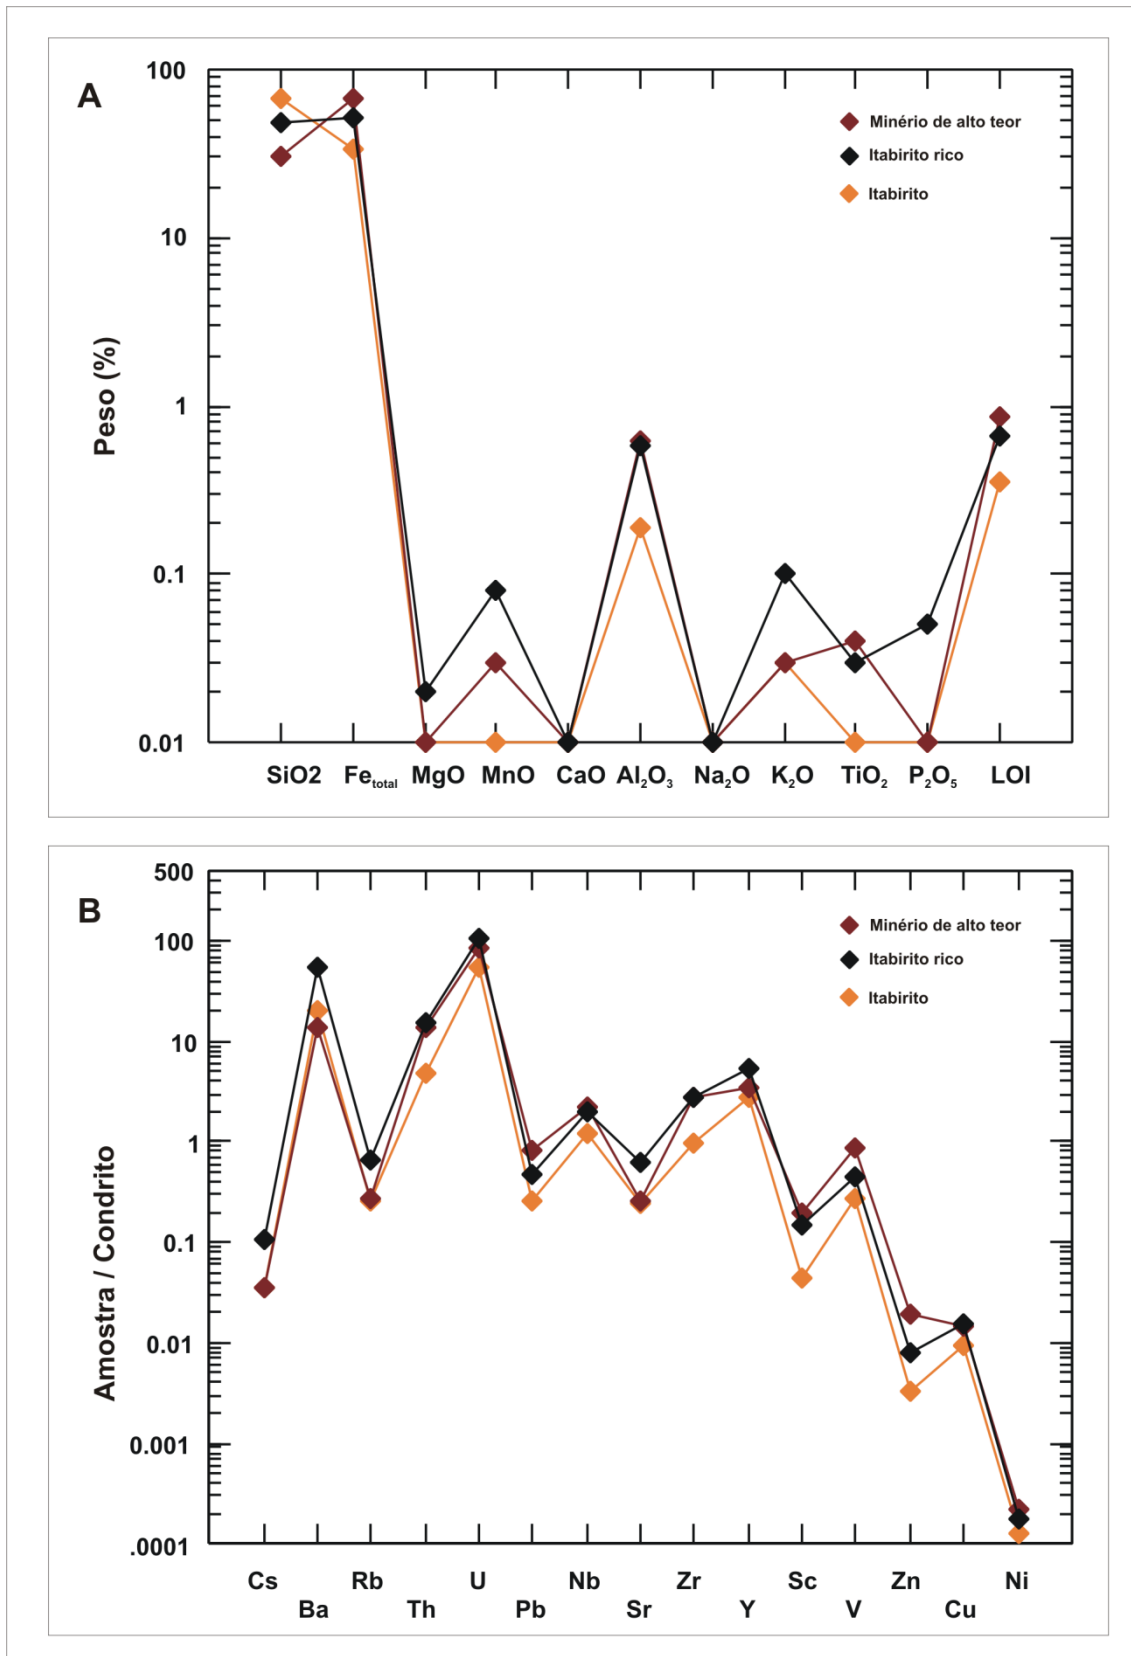 A
Peso (%)
100
10
1
0.1
0.01
Minério de alto teor
Itabirito rico
Itabirito
SiO2 Fetotal MgO MnO CaO Al2O3 Na2O K2O TiO2 P2O5 LOI
B
Amostra / Condrito
500
100
10
1
0.1
0.01
0.001
.0001
Minério de alto teor
Itabirito rico
Itabirito
Cs Rb U Nb Zr Sc Zn Ni
Ba Th Pb Sr Y V Cu